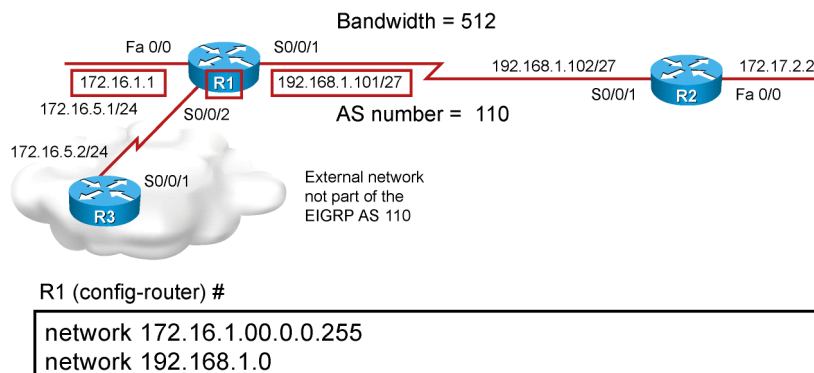 Bandwidth = 512
Fa 0/0
S0/0/1
172.16.1.1
R1
192.168.1.101/27
192.168.1.102/27
S0/0/1
R2
172.17.2.2
Fa 0/0
172.16.5.1/24
S0/0/2
AS number = 110
172.16.5.2/24
S0/0/1
R3
External network
not part of the
EIGRP AS 110
R1 (config-router) #
network 172.16.1.00.0.0.255
network 192.168.1.0